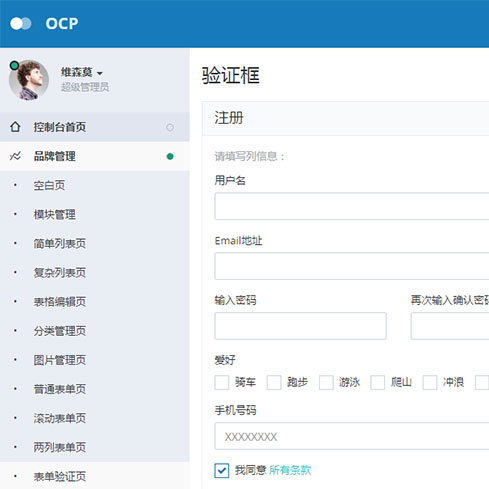 OCP
维森莫
超级管理员
控制台首页
品牌管理
空白页
模块管理
简单列表页
复杂列表页
表格编辑页
分类管理页
图片管理页
普通表单页
滚动表单页
两列表单页
表单验证页
验证框
注册
请填写列信息：
用户名
Email地址
输入密码 再次输入确认密码
爱好
骑车 跑步 游泳 爬山 冲浪
手机号码
XXXXXXXX
我同意 所有条款